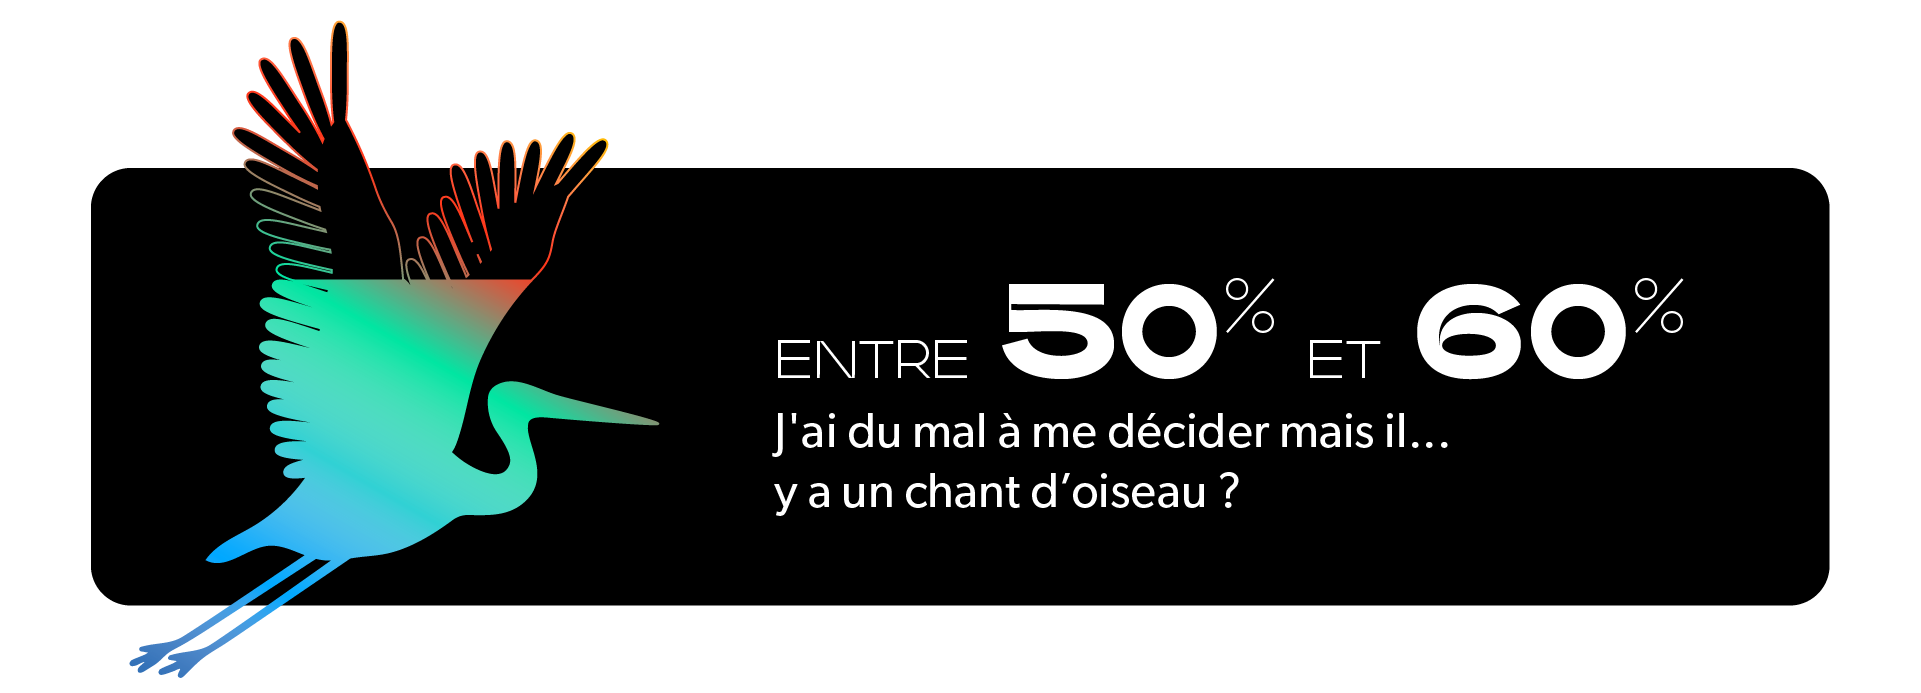 ENTRE 50% ET 60%
J'ai du mal à me décider mais il...
y a un chant d’oiseau ?